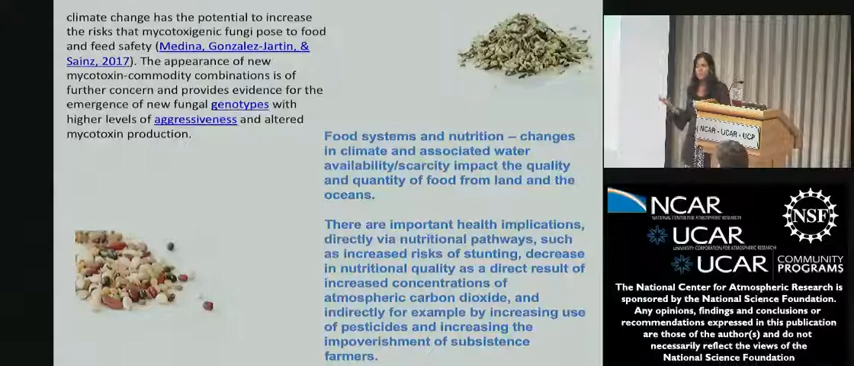 climate change has the potential to increase
the risks that mycotoxigenic fungi pose to food
and feed safety (Medina, Gonzalez-Jartin, &
Sainz, 2017). The appearance of new
mycotoxin-commodity combinations is of
further concern and provides evidence for the
emergence of new fungal genotypes with
higher levels of aggressiveness and altered
mycotoxin production.
Food systems and nutrition – changes
in climate and associated water
availability/scarcity impact the quality
and quantity of food from land and the
oceans.
There are important health implications,
directly via nutritional pathways, such
as increased risks of stunting, decrease
in nutritional quality as a direct result of
increased concentrations of
atmospheric carbon dioxide, and
indirectly for example by increasing use
of pesticides and increasing the
impoverishment of subsistence
farmers.
NCAR - UCAR - UCP
NCAR
NATIONAL CENTER FOR ATMOSPHERIC RESEARCH
NSF
UCAR
UNIVERSITY CORPORATION FOR ATMOSPHERIC RESEARCH
UCAR COMMUNITY
PROGRAMS
The National Center for Atmospheric Research is
sponsored by the National Science Foundation.
Any opinions, findings and conclusions or
recommendations expressed in this publication
are those of the author(s) and do not
necessarily reflect the views of the
National Science Foundation